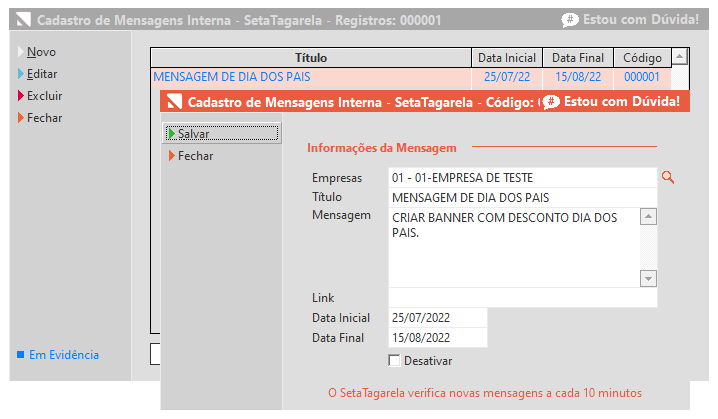 Cadastro de Mensagens Interna - SetaTagarela - Registros: 000001
# Estou com Dúvida!
Novo
Editar
Excluir
Fechar
Título Data Inicial Data Final Código
MENSAGEM DE DIA DOS PAIS 25/07/22 15/08/22 000001
Cadastro de Mensagens Interna - SetaTagarela - Código: # Estou com Dúvida!
Salvar
Fechar
Informações da Mensagem
Empresas 01 - 01-EMPRESA DE TESTE
Título MENSAGEM DE DIA DOS PAIS
Mensagem CRIAR BANNER COM DESCONTO DIA DOS
PAIS.
Link
Data Inicial 25/07/2022
Data Final 15/08/2022
Desativar
O SetaTagarela verifica novas mensagens a cada 10 minutos
Em Evidência